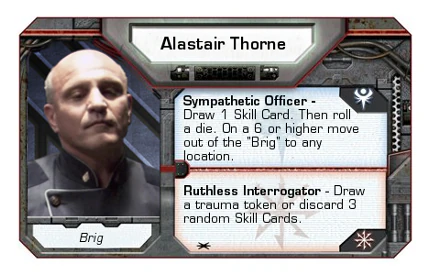 Alastair Thorne
Sympathetic Officer -
Draw 1 Skill Card. Then roll
a die. On a 6 or higher move
out of the "Brig" to any
location.
Ruthless Interrogator - Draw
a trauma token or discard 3
random Skill Cards.
Brig